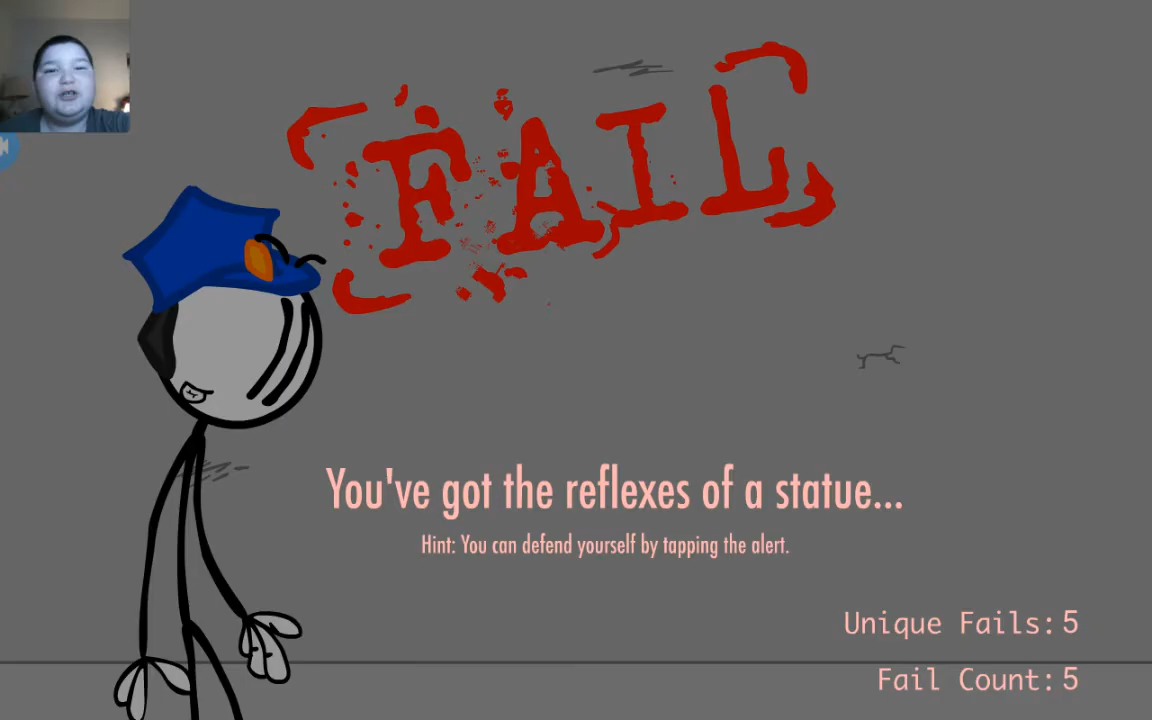 FAIL
You've got the reflexes of a statue...
Hint: You can defend yourself by tapping the alert.
Unique Fails: 5
Fail Count: 5